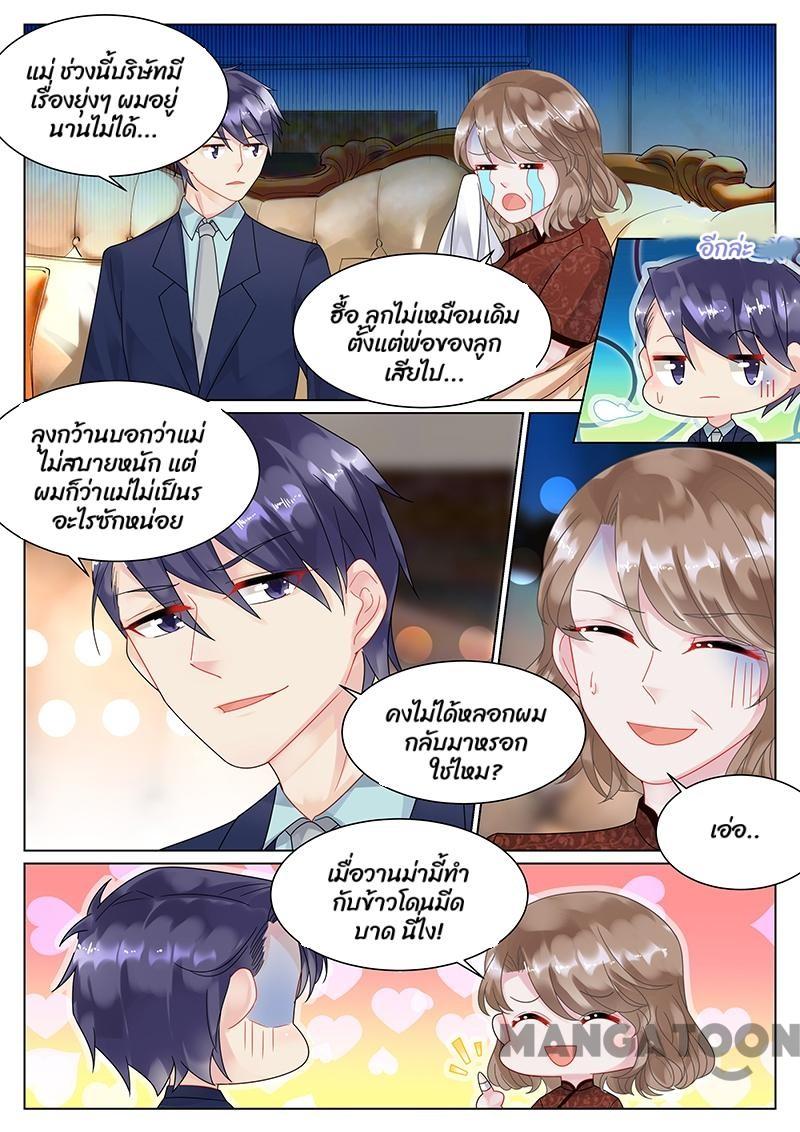 แม่ ช่วงนี้บริษัทมี
เรื่องยุ่งๆ ผมอยู่
นานไม่ได้...
อีกล่ะ
ฮื้อ ลูกไม่เหมือนเดิม
ตั้งแต่พ่อของลูก
เสียไป...
ลุงกว้านบอกว่าแม่
ไม่สบายหนัก แต่
ผมก็ว่าแม่ไม่เป็นร
อะไรซักหน่อย
คงไม่ได้หลอกผม
กลับมาหรอก
ใช่ไหม?
เอ่อ..
เมื่อวานม่ามี้ทำ
กับข้าวโดนมีด
บาด นี่ไง!
MANGATOON